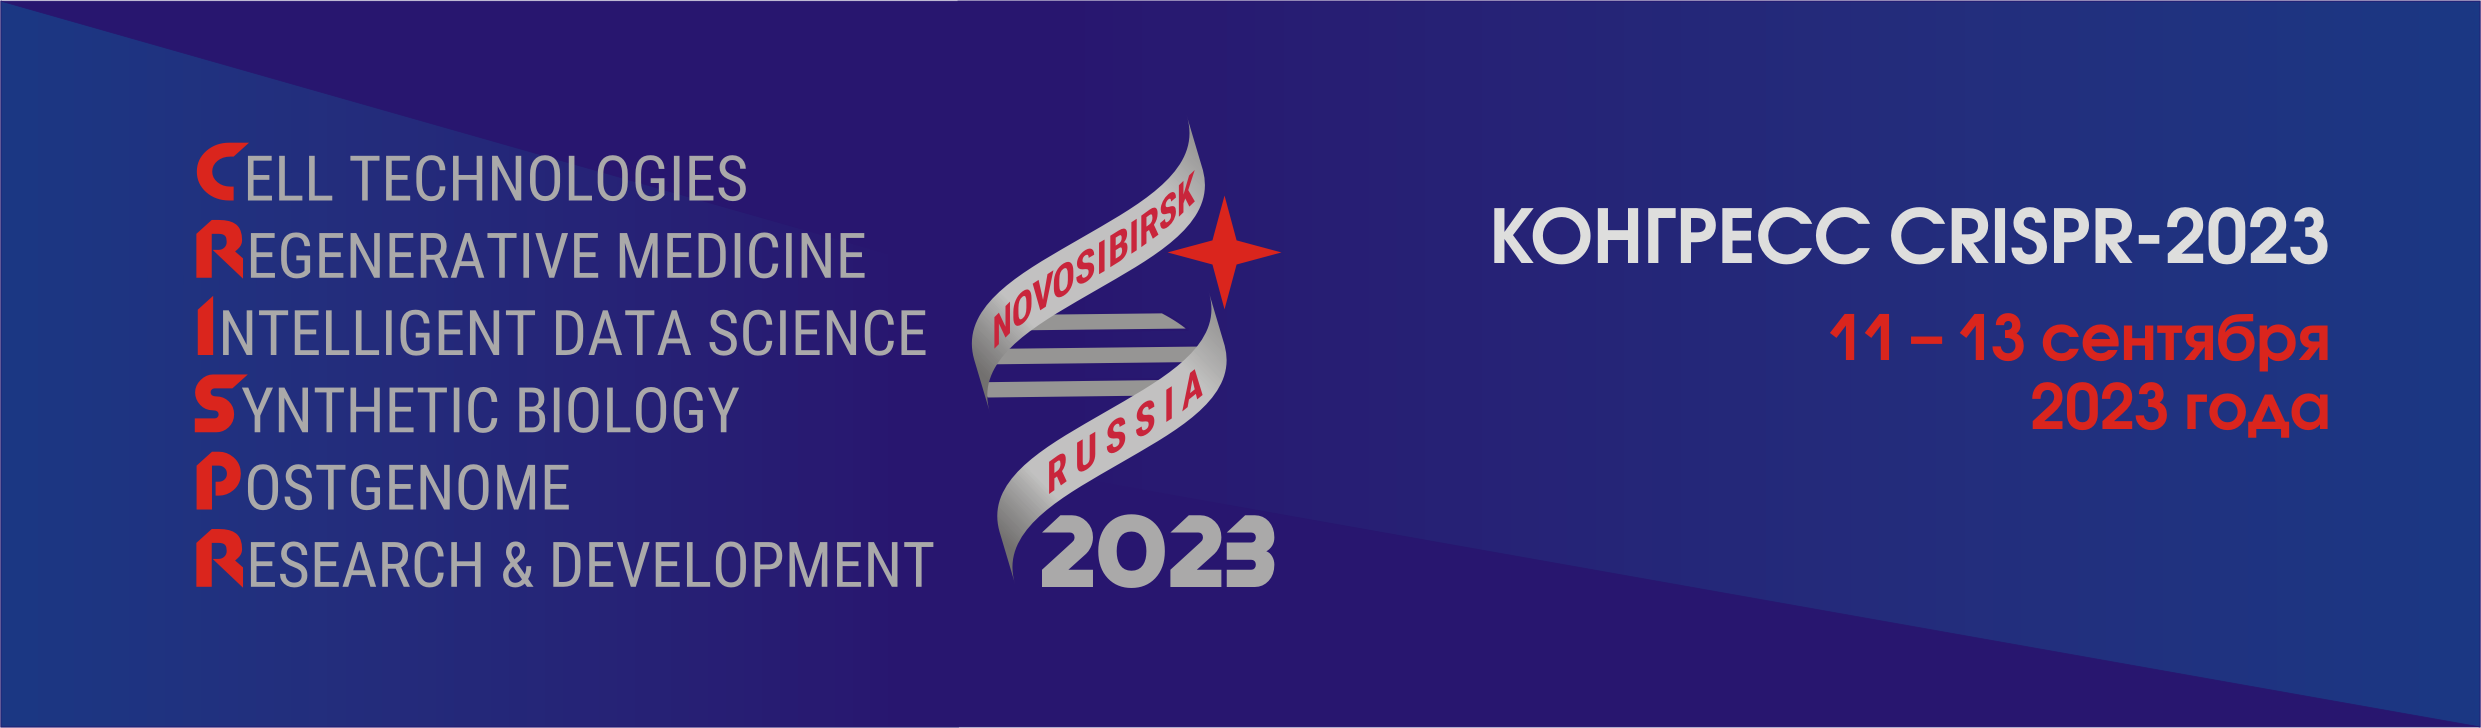 CELL TECHNOLOGIES
REGENERATIVE MEDICINE
INTELLIGENT DATA SCIENCE
SYNTHETIC BIOLOGY
POSTGENOME
RESEARCH & DEVELOPMENT
NOVOSIBIRSK
RUSSIA
2023
КОНГРЕСС CRISPR-2023
11 – 13 сентября
2023 года